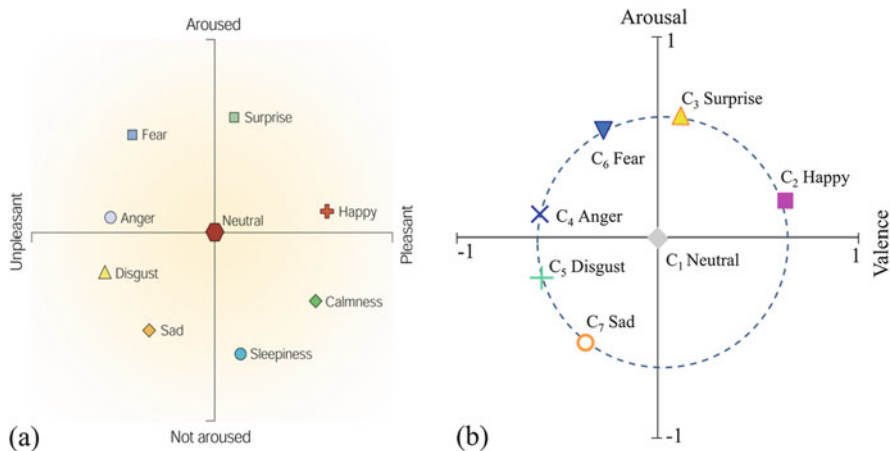 Aroused
Surprise
Fear
Anger
Neutral
Happy
Unpleasant
Pleasant
Disgust
Calmness
Sad
Sleepiness
(a)
Not aroused
Arousal
1
C₃ Surprise
C₆ Fear
C₂ Happy
C₄ Anger
-1
1
Valence
C₅ Disgust
C₁ Neutral
C₇ Sad
(b)
-1